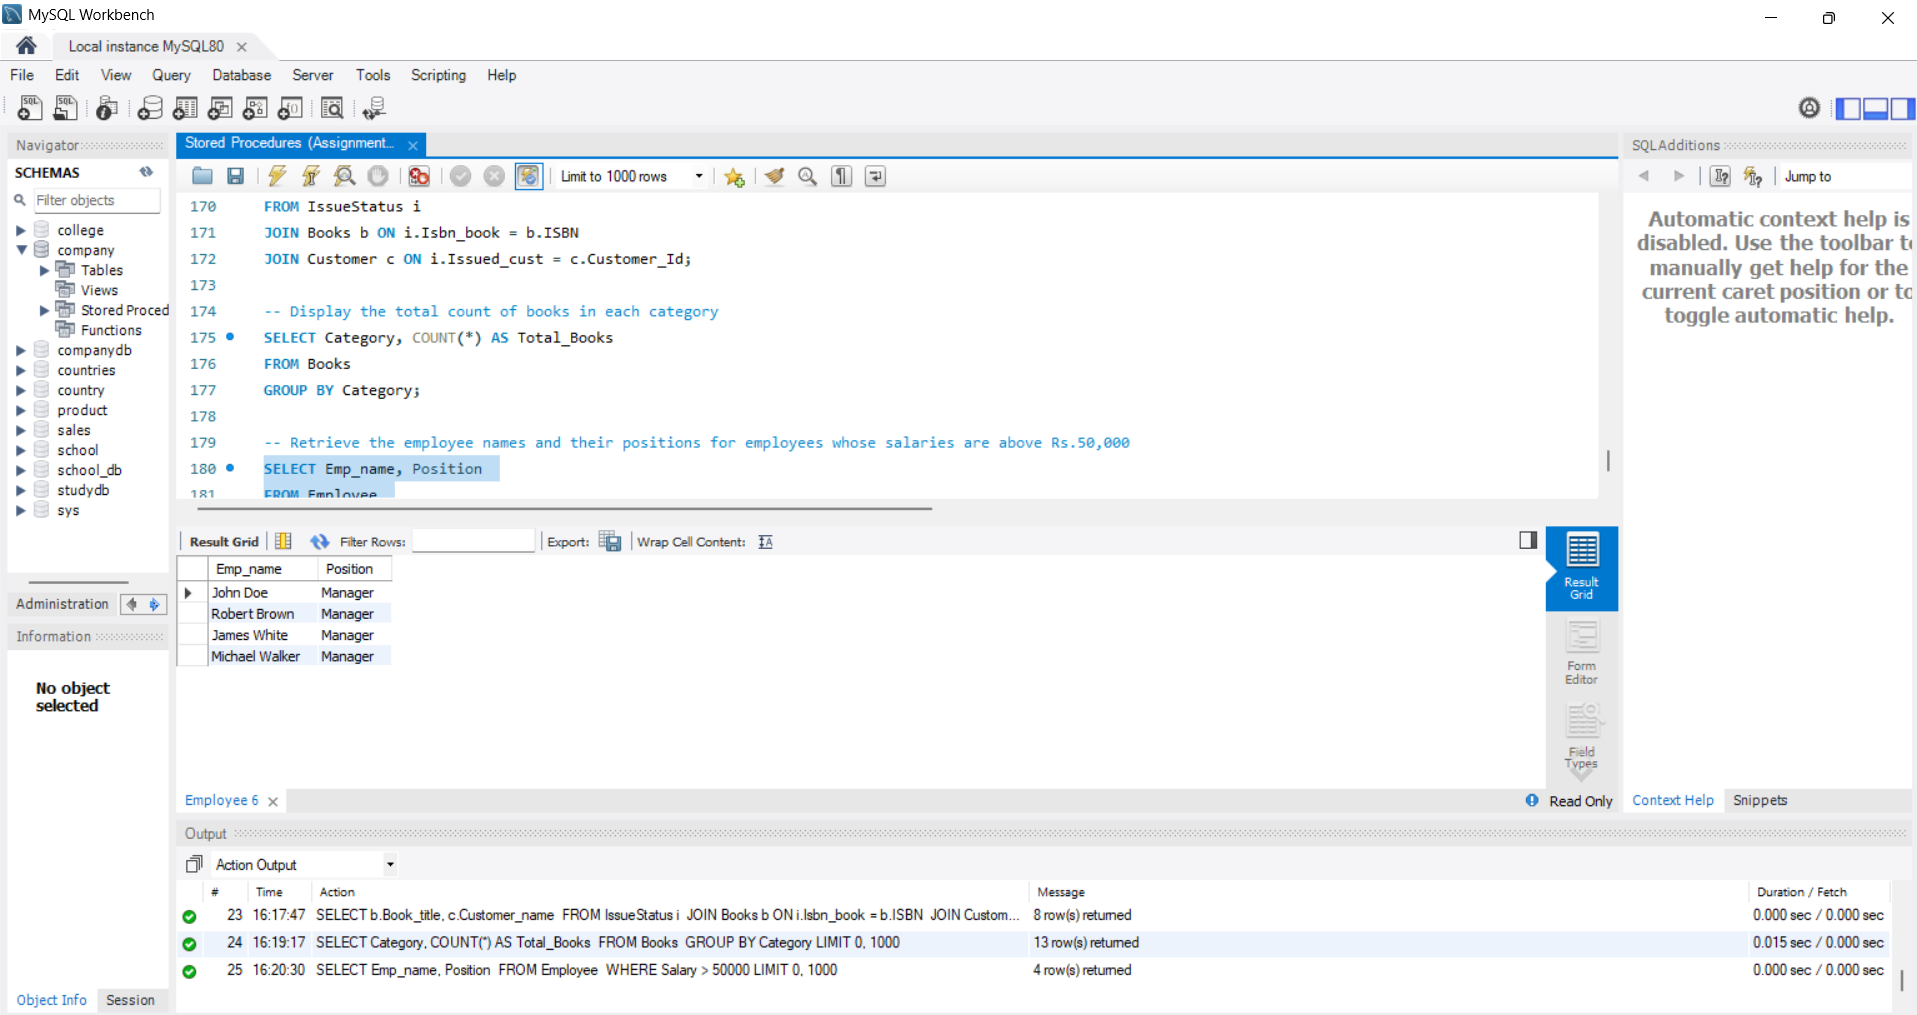 MySQL Workbench
Local instance MySQL80
File Edit View Query Database Server Tools Scripting Help
Navigator
SCHEMAS
Filter objects
college
company
Tables
Views
Stored Proced
Functions
companydb
countries
country
product
sales
school
school_db
studydb
sys
Administration
Information
No object
selected
Object Info Session
Stored Procedures (Assignment...
Limit to 1000 rows
170 FROM IssueStatus i
171 JOIN Books b ON i.Isbn_book = b.ISBN
172 JOIN Customer c ON i.Issued_cust = c.Customer_Id;
173
174 -- Display the total count of books in each category
175 SELECT Category, COUNT(*) AS Total_Books
176 FROM Books
177 GROUP BY Category;
178
179 -- Retrieve the employee names and their positions for employees whose salaries are above Rs.50,000
180 SELECT Emp_name, Position
181 FROM Employee
Result Grid Filter Rows: Export: Wrap Cell Content:
Emp_name Position
John Doe Manager
Robert Brown Manager
James White Manager
Michael Walker Manager
Result
Grid
Form
Editor
Field
Types
Employee 6
Read Only
SQLAdditions
Jump to
Automatic context help is
disabled. Use the toolbar to
manually get help for the
current caret position or to
toggle automatic help.
Context Help Snippets
Output
Action Output
# Time Action Message Duration / Fetch
23 16:17:47 SELECT b.Book_title, c.Customer_name FROM IssueStatus i JOIN Books b ON i.Isbn_book = b.ISBN JOIN Custom... 8 row(s) returned 0.000 sec / 0.000 sec
24 16:19:17 SELECT Category, COUNT(*) AS Total_Books FROM Books GROUP BY Category LIMIT 0, 1000 13 row(s) returned 0.015 sec / 0.000 sec
25 16:20:30 SELECT Emp_name, Position FROM Employee WHERE Salary > 50000 LIMIT 0, 1000 4 row(s) returned 0.000 sec / 0.000 sec